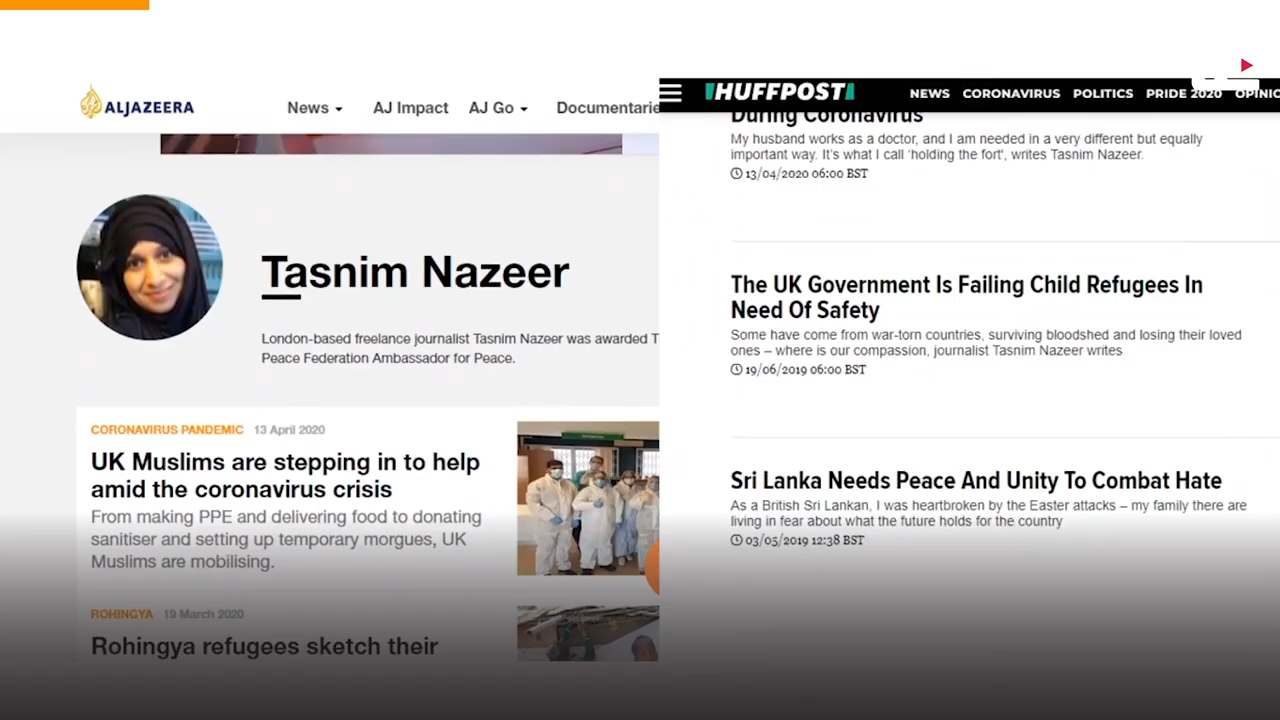 ALJAZEERA
News
AJ Impact
AJ Go
Documentarie
Tasnim Nazeer
London-based freelance journalist Tasnim Nazeer was awarded T
Peace Federation Ambassador for Peace.
CORONAVIRUS PANDEMIC 13 April 2020
UK Muslims are stepping in to help
amid the coronavirus crisis
From making PPE and delivering food to donating
sanitiser and setting up temporary morgues, UK
Muslims are mobilising.
ROHINGYA 19 March 2020
Rohingya refugees sketch their
HUFFPOST
NEWS CORONAVIRUS POLITICS PRIDE 2020 OPINIO
During Coronavirus
My husband works as a doctor, and I am needed in a very different but equally
important way. It's what I call 'holding the fort', writes Tasnim Nazeer.
13/04/2020 06:00 BST
The UK Government Is Failing Child Refugees In
Need Of Safety
Some have come from war-torn countries, surviving bloodshed and losing their loved
ones – where is our compassion, journalist Tasnim Nazeer writes
19/06/2019 06:00 BST
Sri Lanka Needs Peace And Unity To Combat Hate
As a British Sri Lankan, I was heartbroken by the Easter attacks – my family there are
living in fear about what the future holds for the country
03/05/2019 12:38 BST